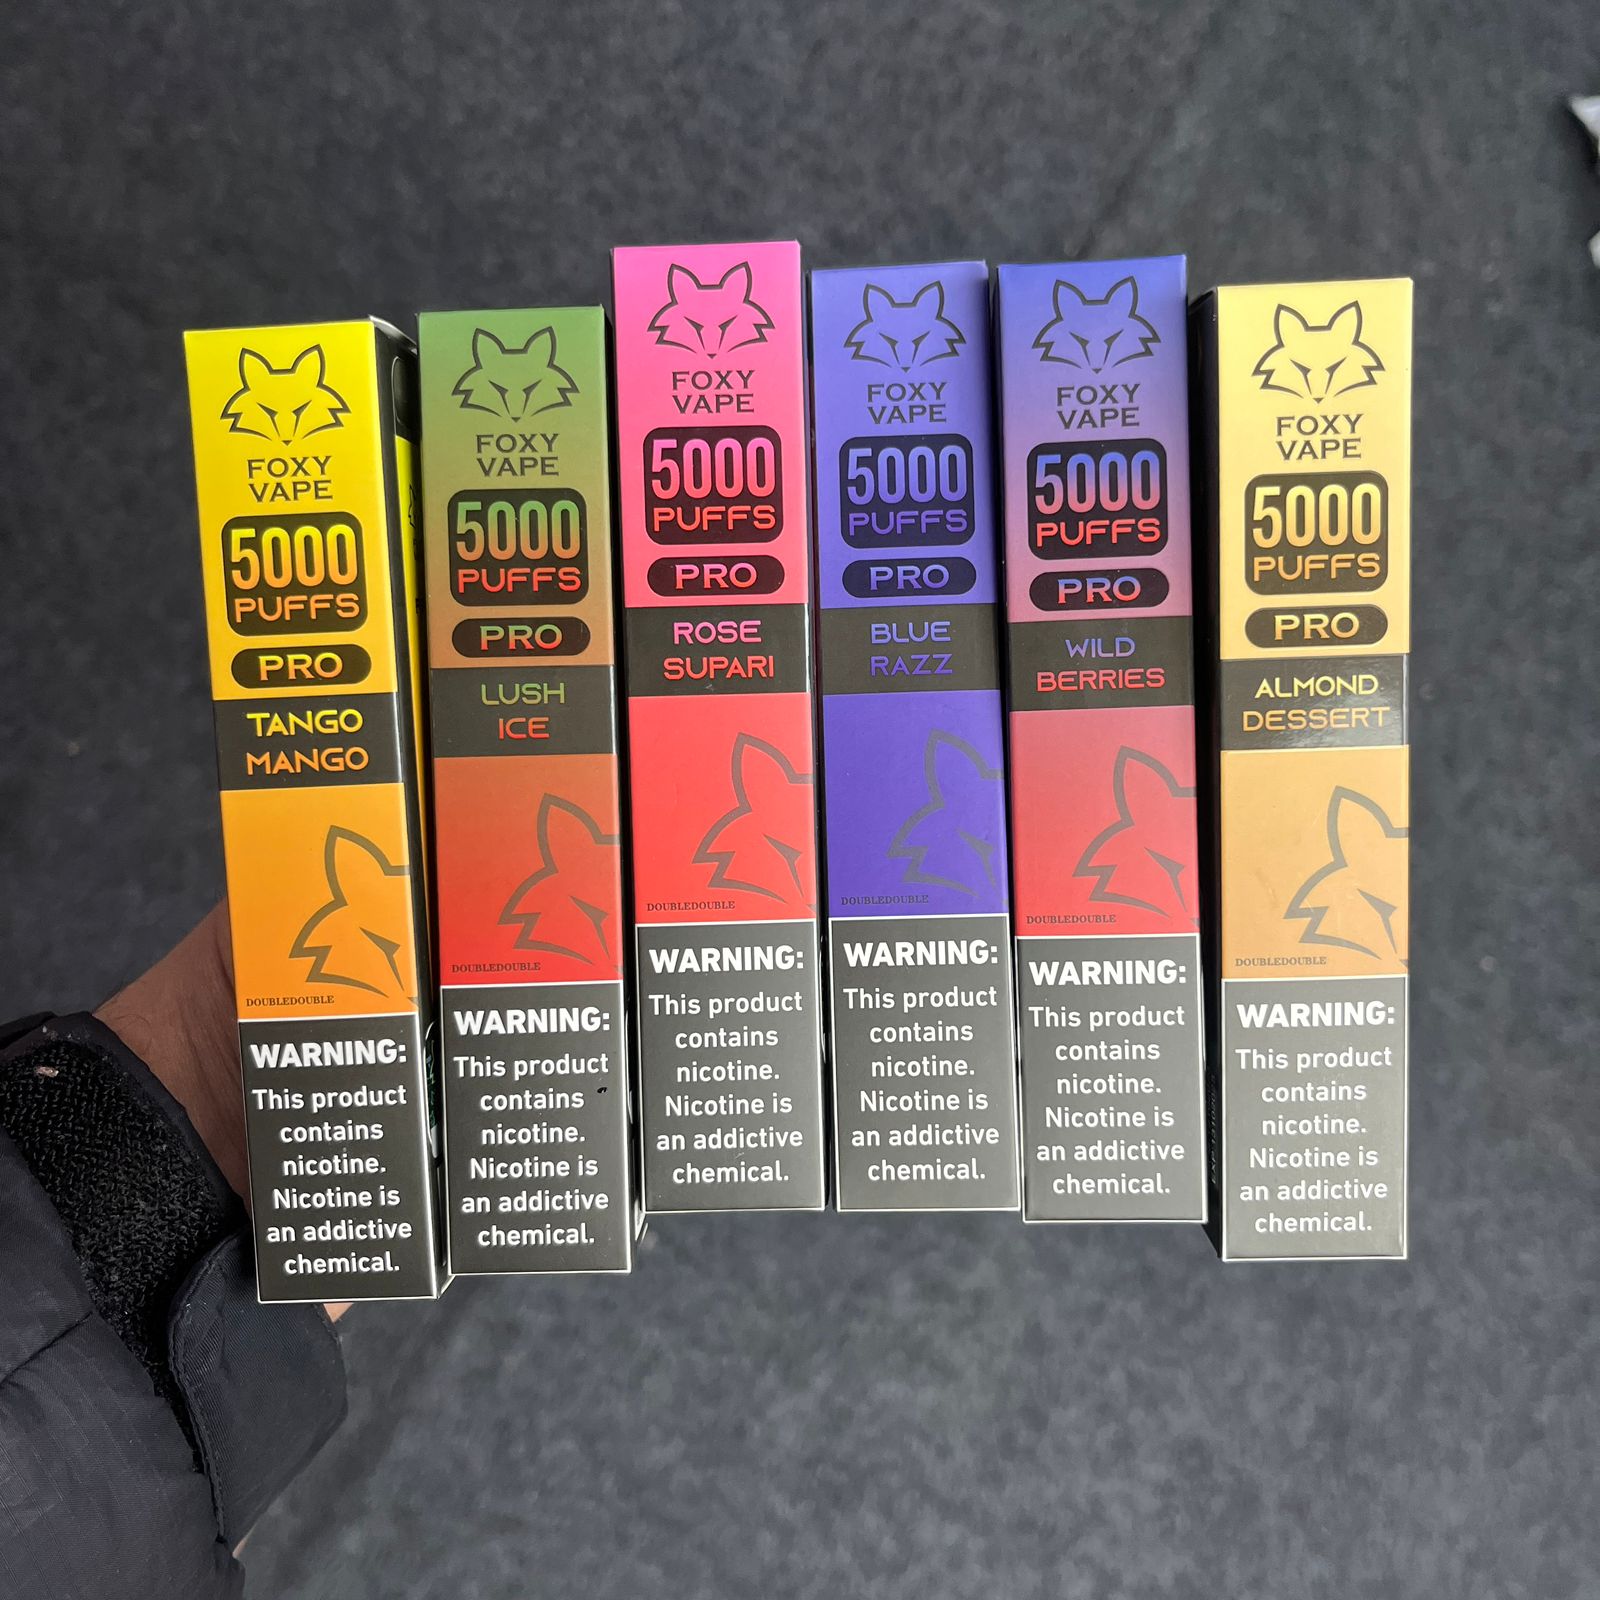 FOXY
VAPE
5000
PUFFS
PRO
TANGO
MANGO
DOUBLEDOUBLE
WARNING:
This product
contains
nicotine.
Nicotine is
an addictive
chemical.
FOXY
VAPE
5000
PUFFS
PRO
LUSH
ICE
DOUBLEDOUBLE
WARNING:
This product
contains
nicotine.
Nicotine is
an addictive
chemical.
FOXY
VAPE
5000
PUFFS
PRO
ROSE
SUPARI
DOUBLEDOUBLE
WARNING:
This product
contains
nicotine.
Nicotine is
an addictive
chemical.
FOXY
VAPE
5000
PUFFS
PRO
BLUE
RAZZ
DOUBLEDOUBLE
WARNING:
This product
contains
nicotine.
Nicotine is
an addictive
chemical.
FOXY
VAPE
5000
PUFFS
PRO
WILD
BERRIES
DOUBLEDOUBLE
WARNING:
This product
contains
nicotine.
Nicotine is
an addictive
chemical.
FOXY
VAPE
5000
PUFFS
PRO
ALMOND
DESSERT
DOUBLEDOUBLE
WARNING:
This product
contains
nicotine.
Nicotine is
an addictive
chemical.